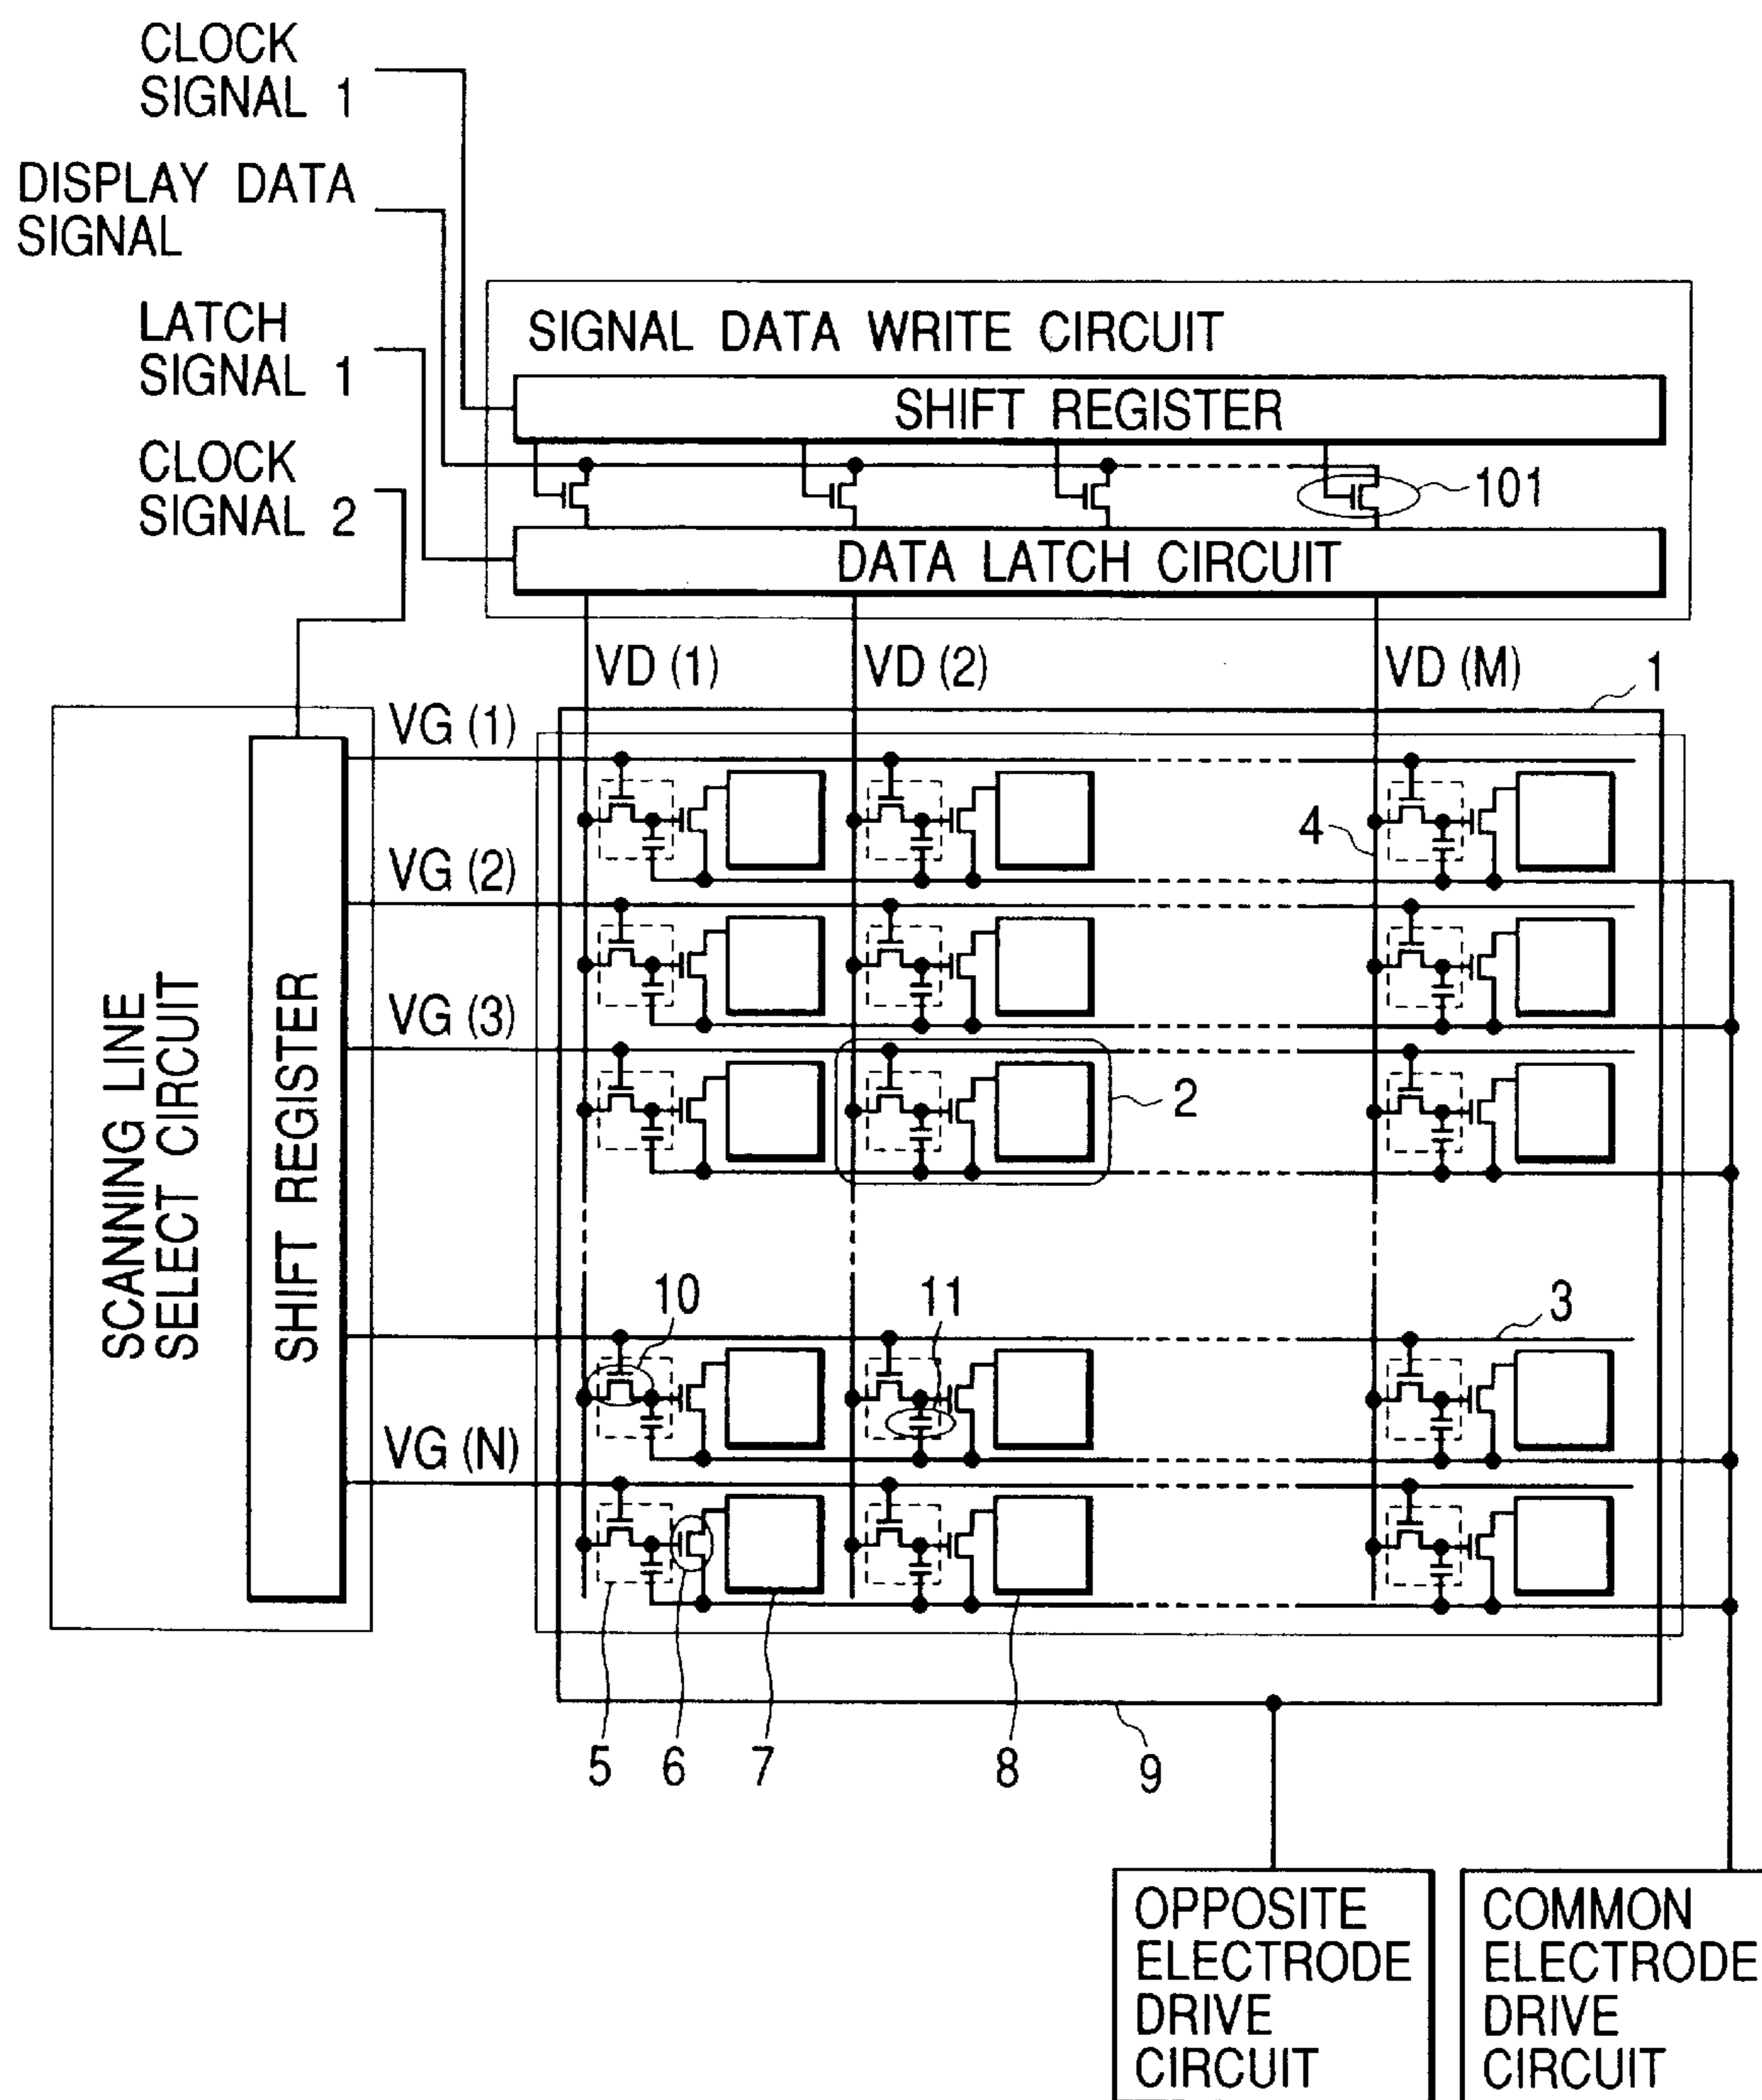 CLOCK
SIGNAL 1
DISPLAY DATA
SIGNAL
LATCH
SIGNAL 1
CLOCK
SIGNAL 2
SIGNAL DATA WRITE CIRCUIT
SHIFT REGISTER
101
DATA LATCH CIRCUIT
VD (1)
VD (2)
VD (M)
1
SCANNING LINE
SELECT CIRCUIT
SHIFT REGISTER
VG (1)
4
VG (2)
VG (3)
2
10
11
3
VG (N)
5
6
7
8
9
OPPOSITE
ELECTRODE
DRIVE
CIRCUIT
COMMON
ELECTRODE
DRIVE
CIRCUIT